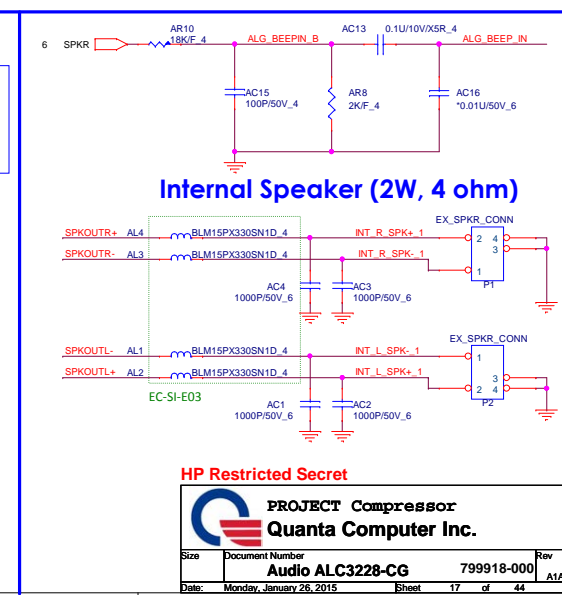 AR10 AC13 0.1U/10V/X5R_4
6 SPKR 18K/F_4 ALG_BEEPIN_B ALG_BEEP_IN
AC15 AR8 AC16
100P/50V_4 2K/F_4 *0.01U/50V_6
Internal Speaker (2W, 4 ohm)
EX_SPKR_CONN
SPKOUTR+ AL4 BLM15PX330SN1D_4 INT_R_SPK+_1 2 4
3
SPKOUTR- AL3 BLM15PX330SN1D_4 INT_R_SPK-_1 1
P1
AC4 AC3
1000P/50V_6 1000P/50V_6
EX_SPKR_CONN
SPKOUTL- AL1 BLM15PX330SN1D_4 INT_L_SPK-_1 1
SPKOUTL+ AL2 BLM15PX330SN1D_4 INT_L_SPK+_1 3
2 4
P2
EC-SI-E03
AC1 AC2
1000P/50V_6 1000P/50V_6
HP Restricted Secret
PROJECT Compressor
Quanta Computer Inc.
Size Document Number Rev
Audio ALC3228-CG 799918-000 A1A
Date: Monday, January 26, 2015 Sheet 17 of 44